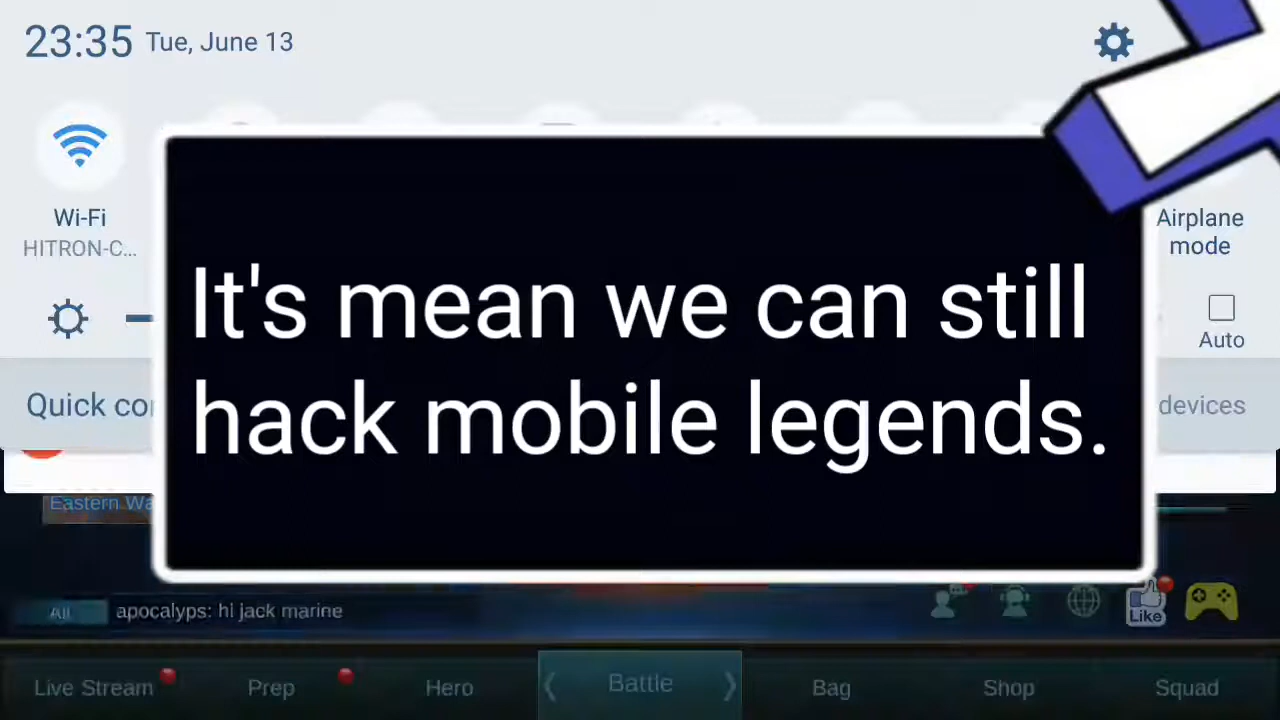 23:35 Tue, June 13
Wi-Fi
HITRON-C...
Airplane
mode
It's mean we can still
hack mobile legends.
Auto
Quick co
devices
Eastern Wa
All apocalyps: hi jack marine
Like
Live Stream Prep Hero Battle Bag Shop Squad